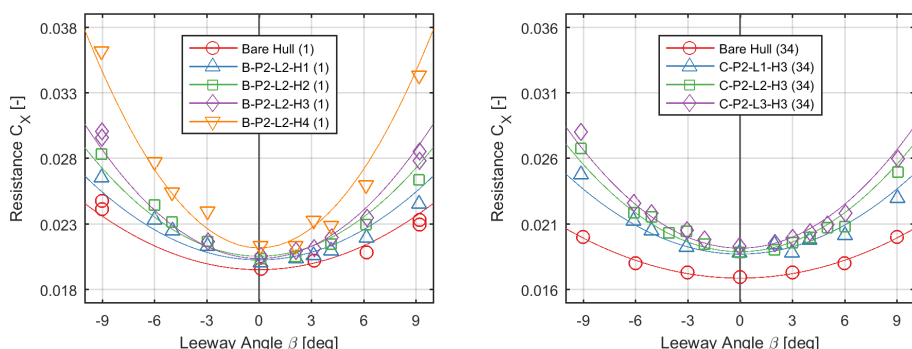 0.038
0.033
0.028
0.023
0.018
Resistance C_X [-]
Bare Hull (1)
B-P2-L2-H1 (1)
B-P2-L2-H2 (1)
B-P2-L2-H3 (1)
B-P2-L2-H4 (1)
-9 -6 -3 0 3 6 9
Leeway Angle β [deg]
0.036
0.031
0.026
0.021
0.016
Resistance C_X [-]
Bare Hull (34)
C-P2-L1-H3 (34)
C-P2-L2-H3 (34)
C-P2-L3-H3 (34)
-9 -6 -3 0 3 6 9
Leeway Angle β [deg]